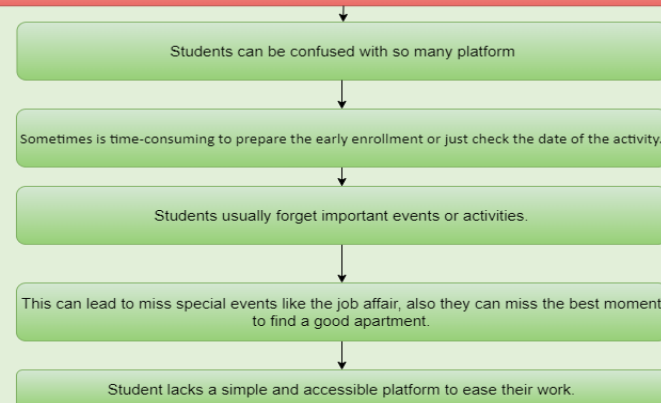 Students can be confused with so many platform
Sometimes is time-consuming to prepare the early enrollment or just check the date of the activity.
Students usually forget important events or activities.
This can lead to miss special events like the job affair, also they can miss the best moment
to find a good apartment.
Student lacks a simple and accessible platform to ease their work.